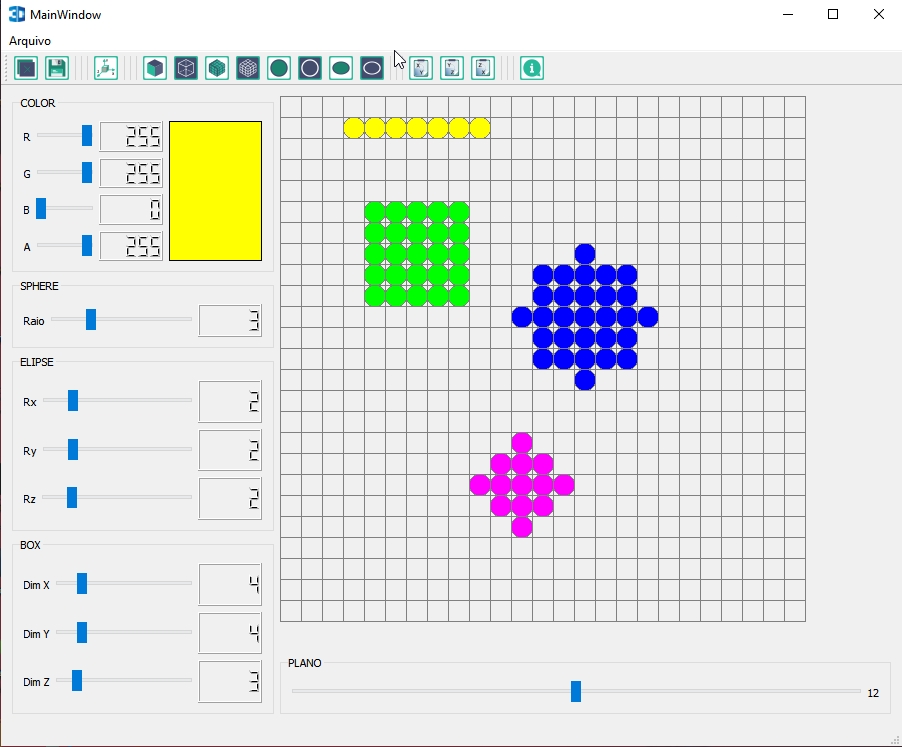 3D MainWindow
Arquivo
X Y
Y Z
Z X
i
COLOR
R 255
G 255
B 0
A 255
SPHERE
Raio 3
ELIPSE
Rx 2
Ry 2
Rz 2
BOX
Dim X 4
Dim Y 4
Dim Z 3
PLANO
12